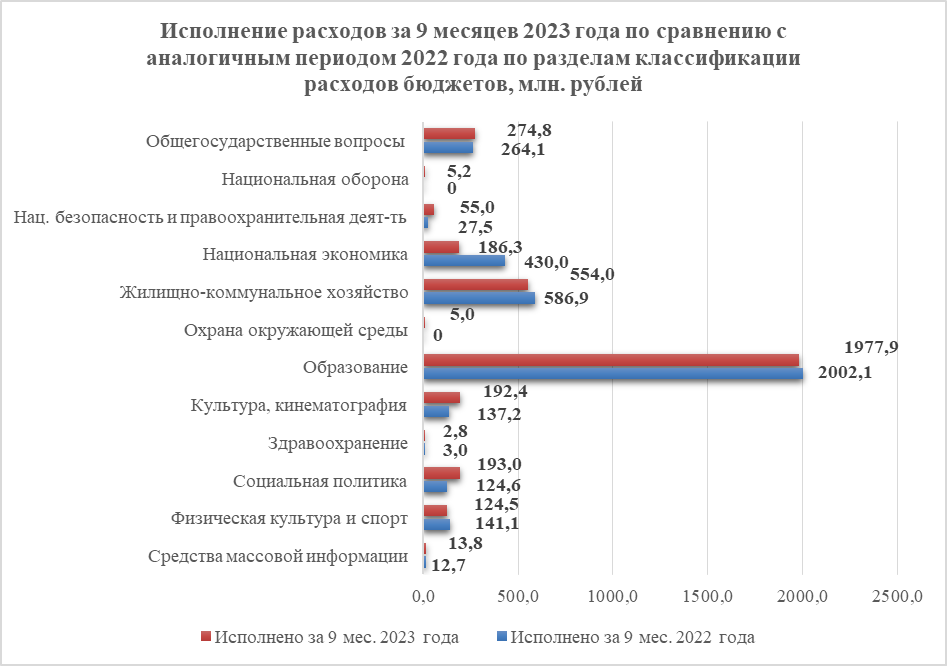 Исполнение расходов за 9 месяцев 2023 года по сравнению с
аналогичным периодом 2022 года по разделам классификации
расходов бюджетов, млн. рублей
Общегосударственные вопросы
274,8
264,1
Национальная оборона
5,2
0
Нац. безопасность и правоохранительная деят-ть
55,0
27,5
Национальная экономика
186,3
430,0
Жилищно-коммунальное хозяйство
554,0
586,9
Охрана окружающей среды
5,0
0
Образование
1977,9
2002,1
Культура, кинематография
192,4
137,2
Здравоохранение
2,8
3,0
Социальная политика
193,0
124,6
Физическая культура и спорт
124,5
141,1
Средства массовой информации
13,8
12,7
0,0 500,0 1000,0 1500,0 2000,0 2500,0
Исполнено за 9 мес. 2023 года Исполнено за 9 мес. 2022 года